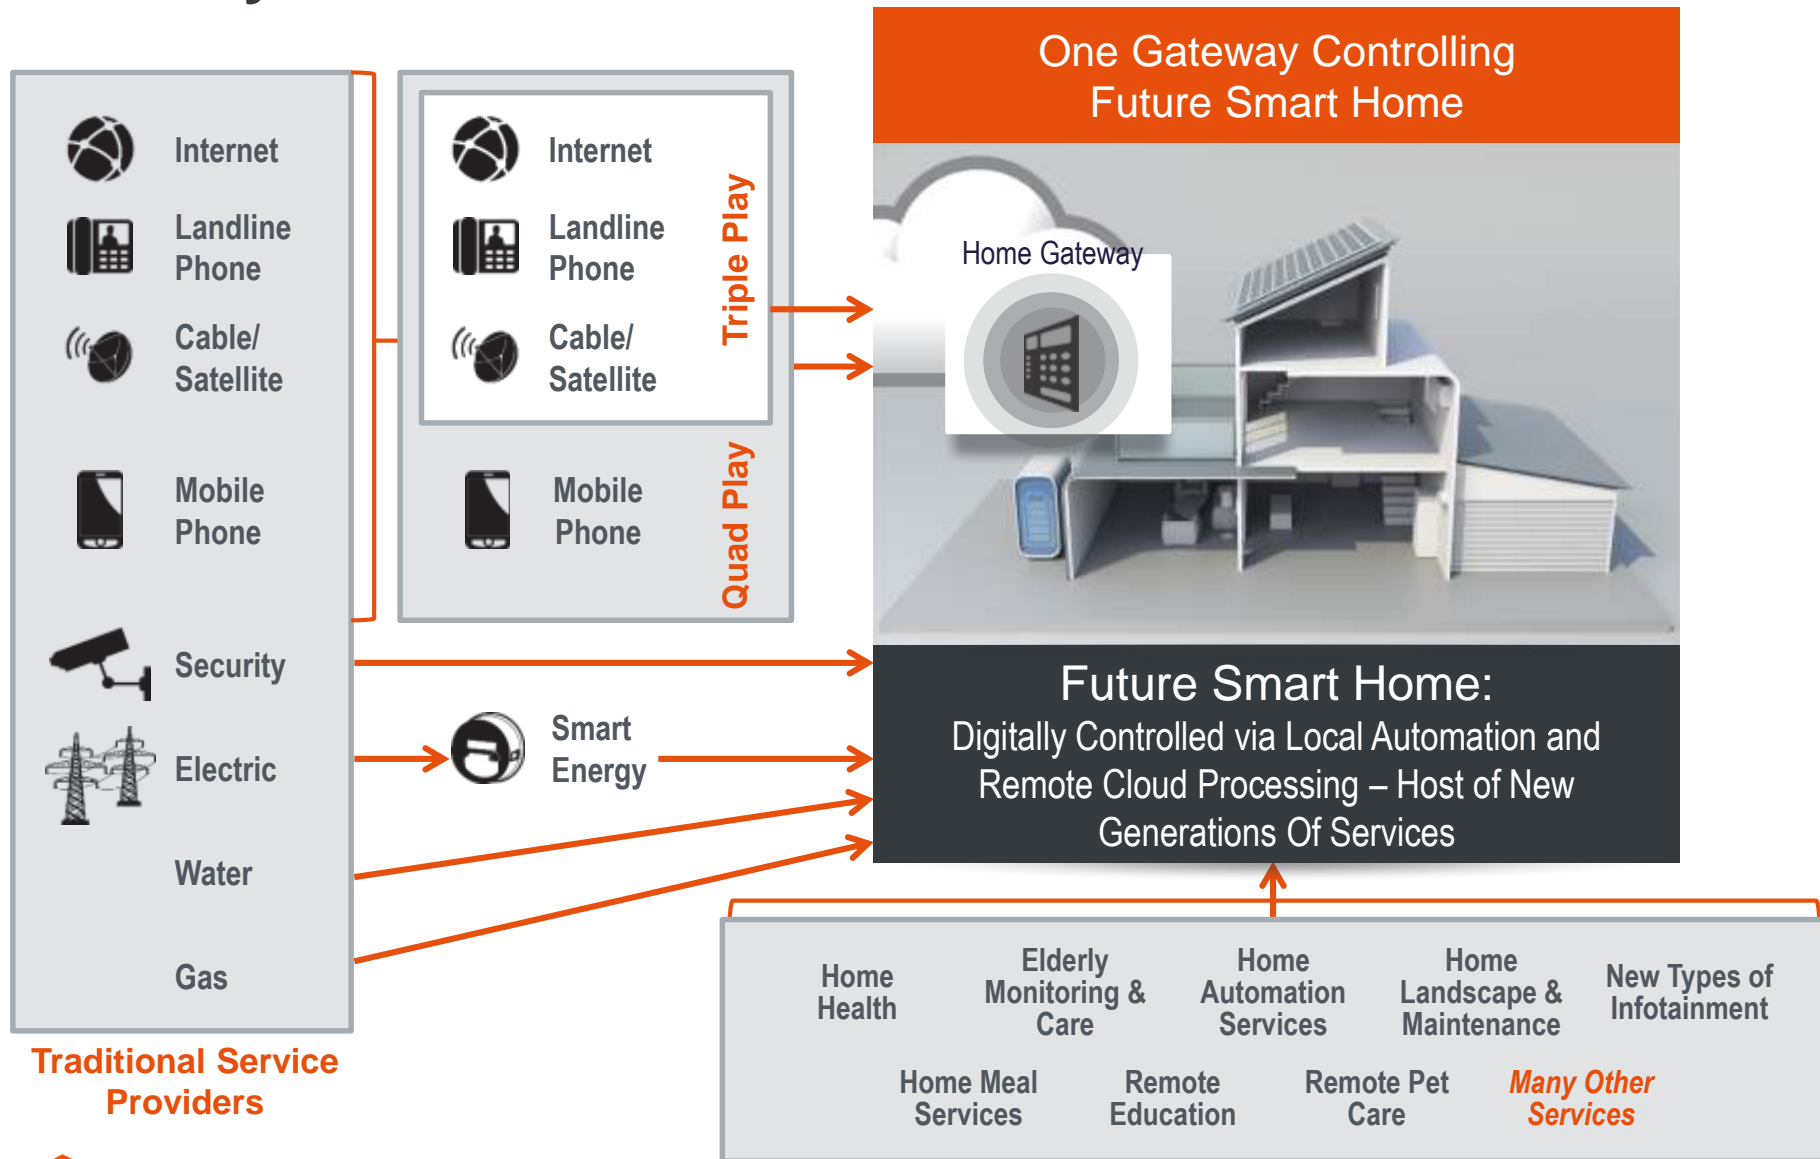 One Gateway Controlling
Future Smart Home
Internet
Landline
Phone
Cable/
Satellite
Mobile
Phone
Security
Electric
Water
Gas
Traditional Service
Providers
Internet
Landline
Phone
Cable/
Satellite
Triple Play
Mobile
Phone
Quad Play
Smart
Energy
Home Gateway
Future Smart Home:
Digitally Controlled via Local Automation and
Remote Cloud Processing – Host of New
Generations Of Services
Home
Health
Elderly
Monitoring &
Care
Home
Automation
Services
Home
Landscape &
Maintenance
New Types of
Infotainment
Home Meal
Services
Remote
Education
Remote Pet
Care
Many Other
Services